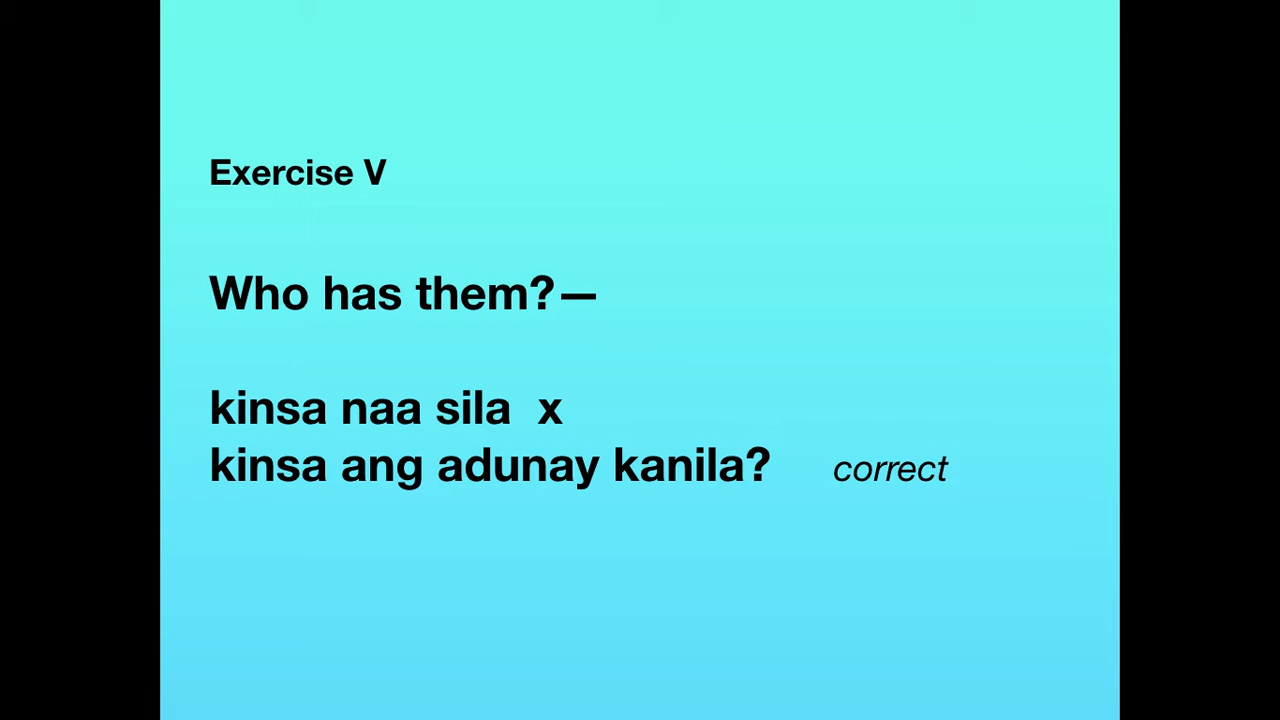 Exercise V
Who has them?—
kinsa naa sila  x
kinsa ang adunay kanila? correct